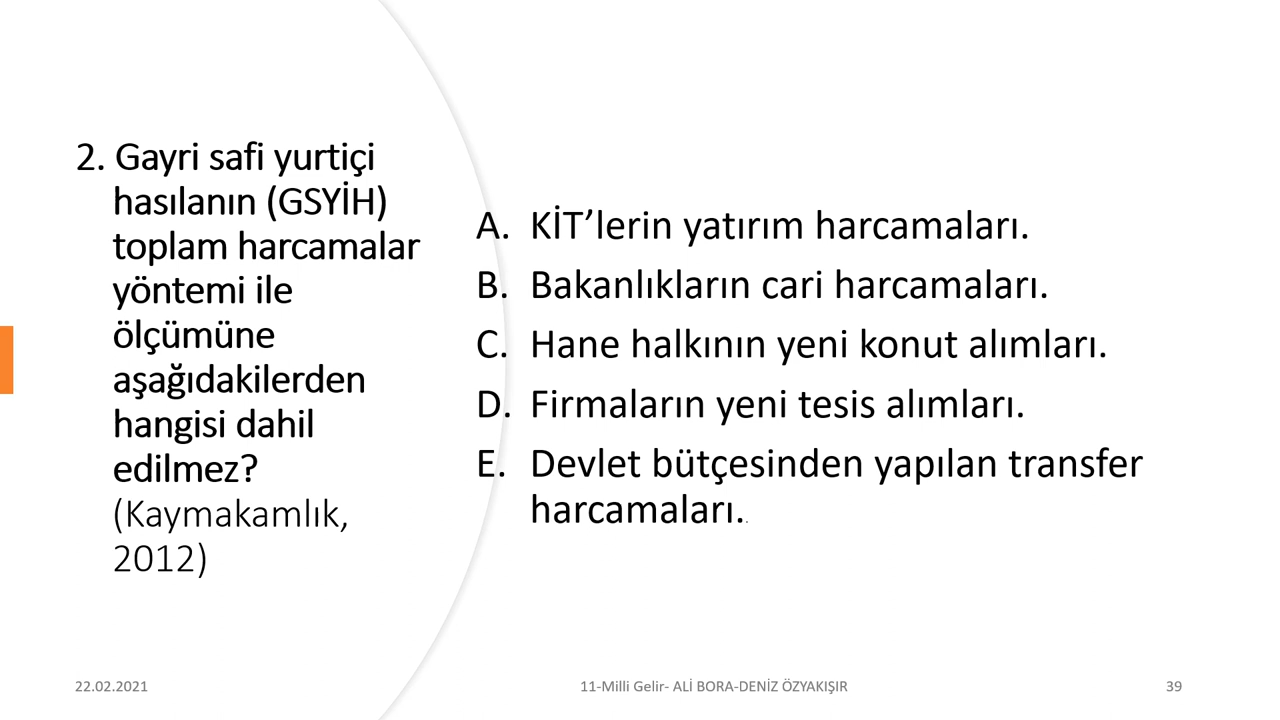 2. Gayri safi yurtiçi
hasılanın (GSYİH)
toplam harcamalar
yöntemi ile
ölçümüne
aşağıdakilerden
hangisi dahil
edilmez?
(Kaymakamlık,
2012)
A. KİT’lerin yatırım harcamaları.
B. Bakanlıkların cari harcamaları.
C. Hane halkının yeni konut alımları.
D. Firmaların yeni tesis alımları.
E. Devlet bütçesinden yapılan transfer
harcamaları..
22.02.2021
11-Milli Gelir- ALİ BORA-DENİZ ÖZYAKIŞIR
39